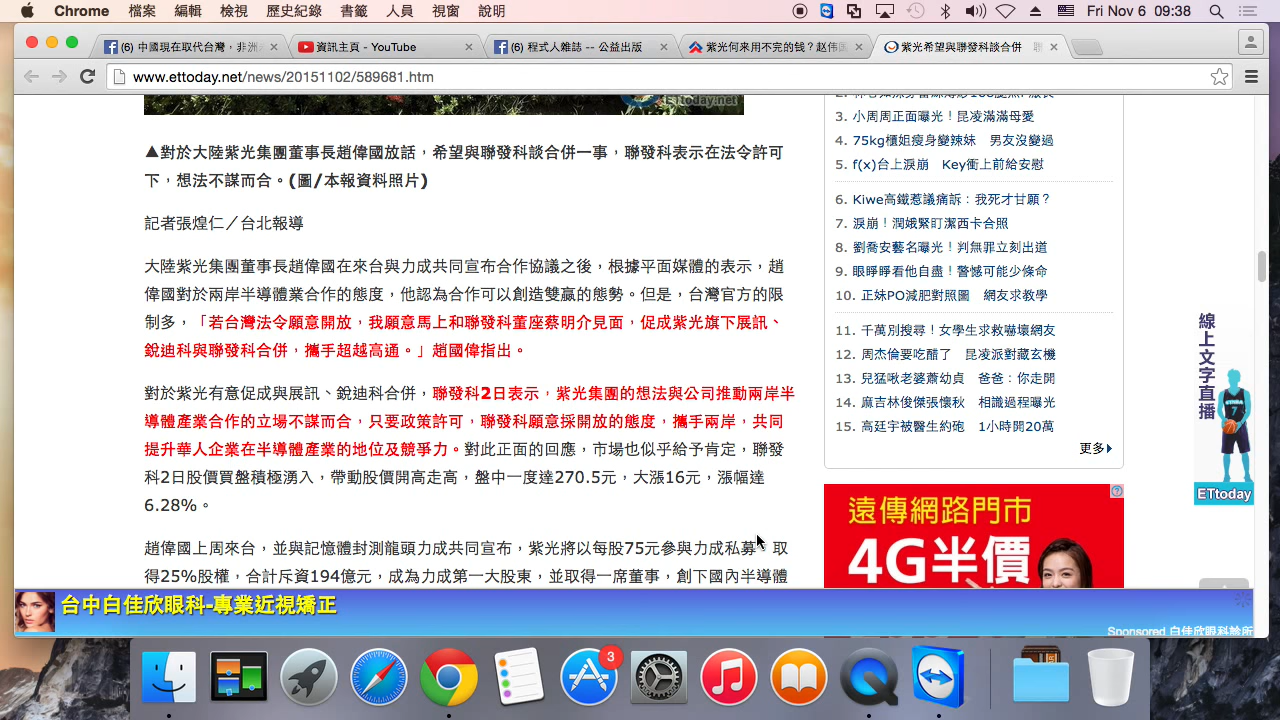 Chrome 檔案 編輯 檢視 歷史紀錄 書籤 人員 視窗 說明 Fri Nov 6 09:38
(6) 中國現在取代台灣，非洲
資訊主頁 - YouTube
(6) 程式人雜誌 -- 公益出版
紫光何来用不完的钱？赵伟国
紫光希望與聯發科談合併
www.ettoday.net/news/20151102/589681.htm
ETtoday.net
▲對於大陸紫光集團董事長趙偉國放話，希望與聯發科談合併一事，聯發科表示在法令許可
下，想法不謀而合。(圖/本報資料照片)
記者張煌仁／台北報導
大陸紫光集團董事長趙偉國在來台與力成共同宣布合作協議之後，根據平面媒體的表示，趙
偉國對於兩岸半導體業合作的態度，他認為合作可以創造雙贏的態勢。但是，台灣官方的限
制多，「若台灣法令願意開放，我願意馬上和聯發科董座蔡明介見面，促成紫光旗下展訊、
銳迪科與聯發科合併，攜手超越高通。」趙國偉指出。
對於紫光有意促成與展訊、銳迪科合併，聯發科2日表示，紫光集團的想法與公司推動兩岸半
導體產業合作的立場不謀而合，只要政策許可，聯發科願意採開放的態度，攜手兩岸，共同
提升華人企業在半導體產業的地位及競爭力。對此正面的回應，市場也似乎給予肯定，聯發
科2日股價買盤積極湧入，帶動股價開高走高，盤中一度達270.5元，大漲16元，漲幅達
6.28%。
趙偉國上周來台，並與記憶體封測龍頭力成共同宣布，紫光將以每股75元參與力成私募，取
得25%股權，合計斥資194億元，成為力成第一大股東，並取得一席董事，創下國內半導體
3. 小周周正面曝光！昆凌滿滿母愛
4. 75kg櫃姐瘦身變辣妹 男友沒變過
5. f(x)台上淚崩 Key衝上前給安慰
6. Kiwe高鐵惹議痛訴：我死才甘願？
7. 淚崩！潤娥緊盯潔西卡合照
8. 劉喬安藝名曝光！判無罪立刻出道
9. 眼睜睜看他自盡！警憾可能少條命
10. 正妹PO減肥對照圖 網友求教學
11. 千萬別搜尋！女學生求救嚇壞網友
12. 周杰倫要吃醋了 昆凌派對藏玄機
13. 兒猛啾老婆蕭幼貞 爸爸：你走開
14. 麻吉林俊傑張懷秋 相識過程曝光
15. 高廷宇被醫生約砲 1小時開20萬
更多
遠傳網路門市
4G半價
線上文字直播
7
ETtoday
台中白佳欣眼科-專業近視矯正
Sponsored 白佳欣眼科診所
3